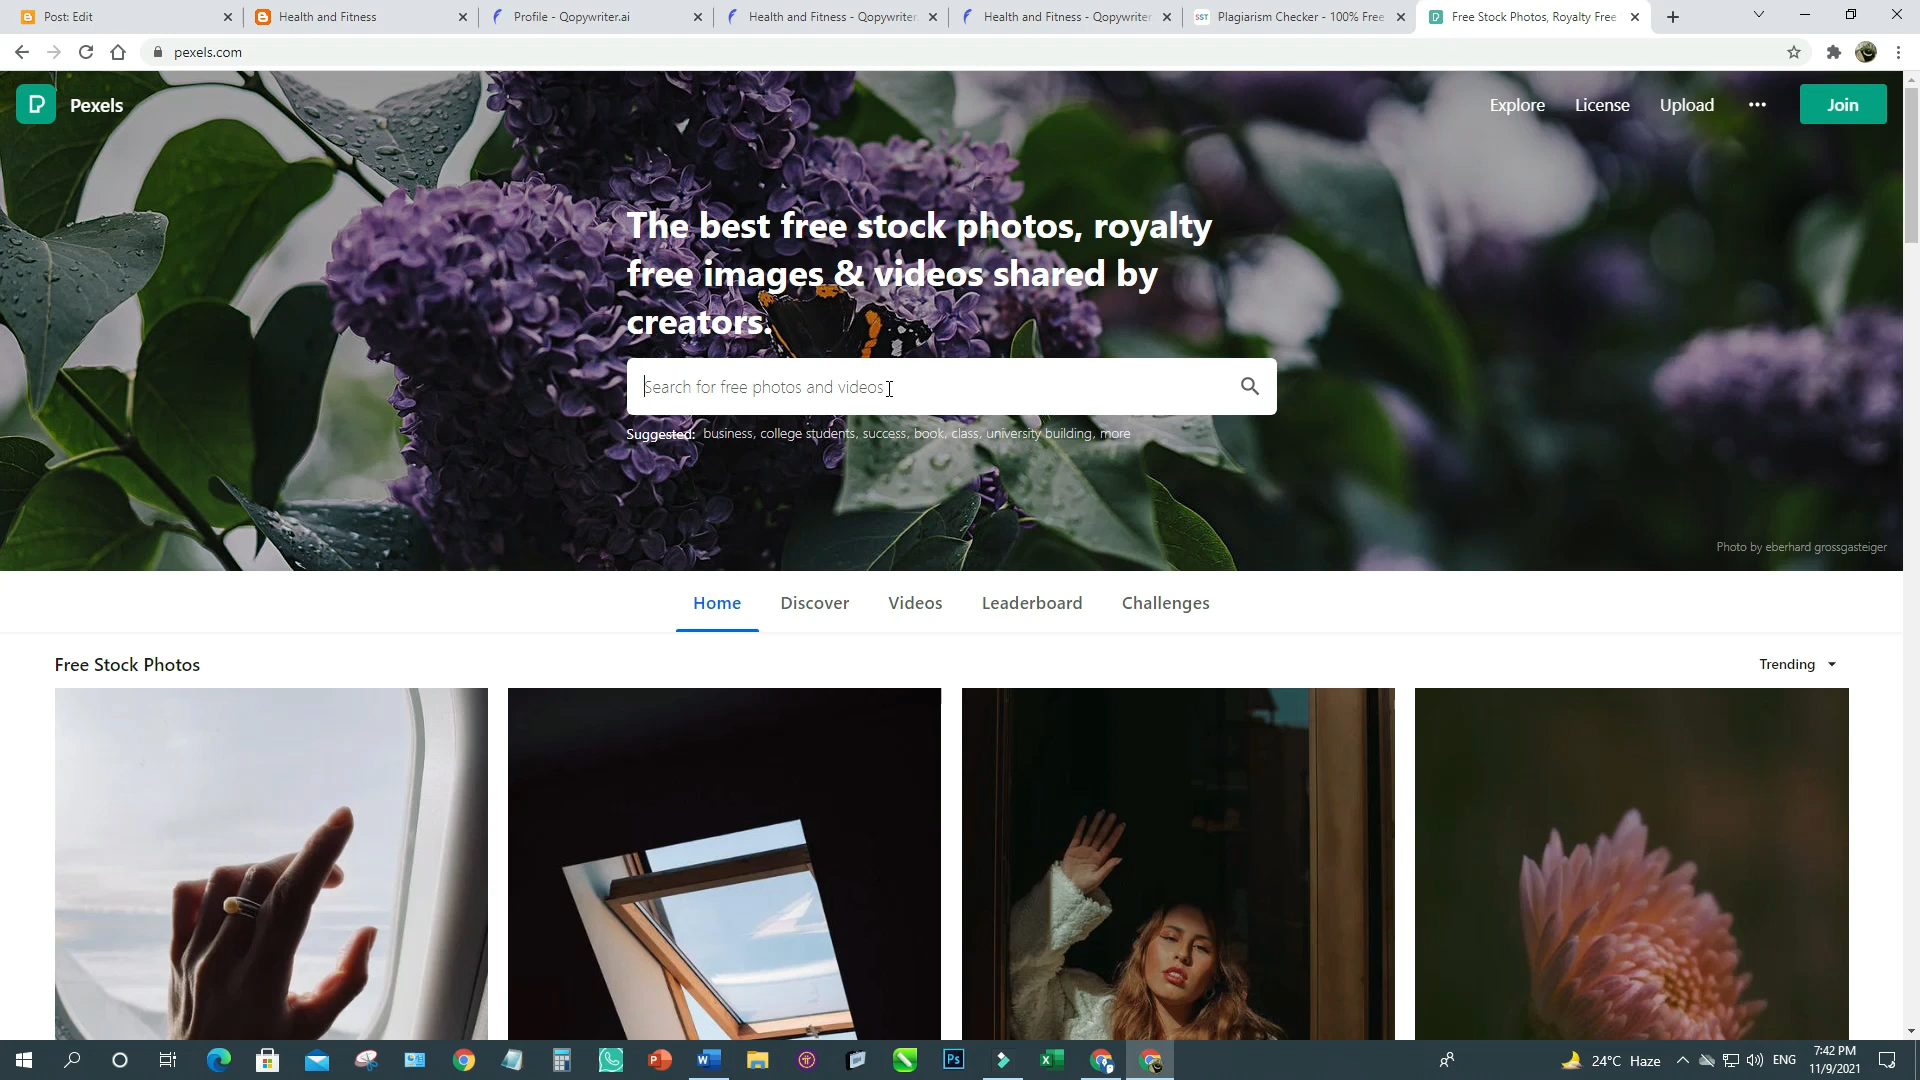 Post: Edit
Health and Fitness
Profile - Qopywriter.ai
Health and Fitness - Qopywriter
Health and Fitness - Qopywriter
SST Plagiarism Checker - 100% Free
Free Stock Photos, Royalty Free
pexels.com
Pexels
Explore
License
Upload
Join
The best free stock photos, royalty
free images & videos shared by
creators.
Search for free photos and videos
Suggested: business, college students, success, book, class, university building, more
Photo by eberhard grossgasteiger
Home
Discover
Videos
Leaderboard
Challenges
Free Stock Photos
Trending
24°C Haze
ENG
7:42 PM
11/9/2021